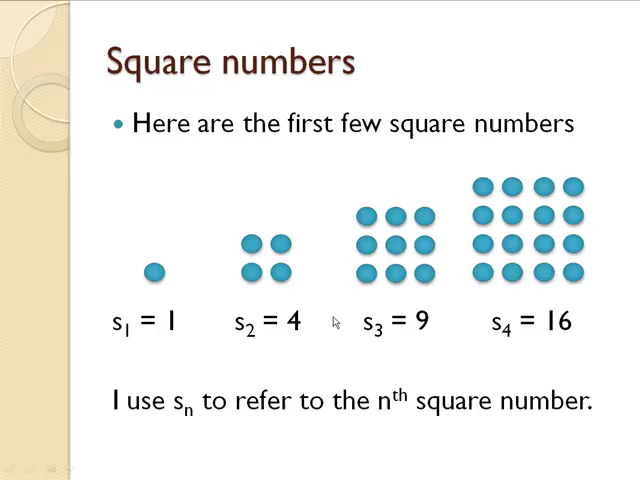 Square numbers
Here are the first few square numbers
s₁ = 1 s₂ = 4 s₃ = 9 s₄ = 16
I use sₙ to refer to the nᵗʰ square number.